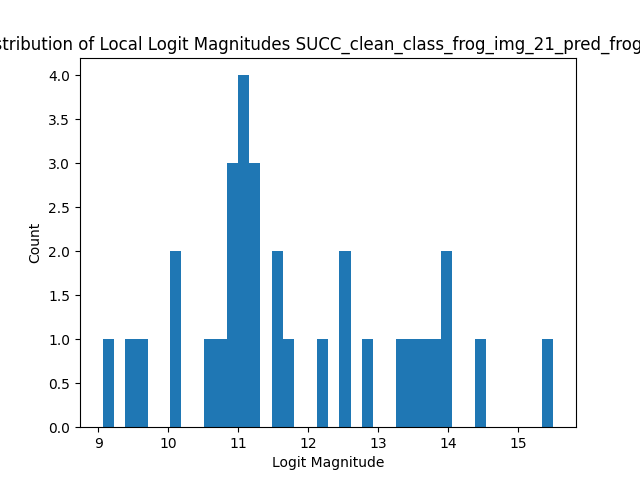 stribution of Local Logit Magnitudes SUCC_clean_class_frog_img_21_pred_frog
4.0
3.5
3.0
2.5
2.0
1.5
1.0
0.5
0.0
Count
9 10 11 12 13 14 15
Logit Magnitude